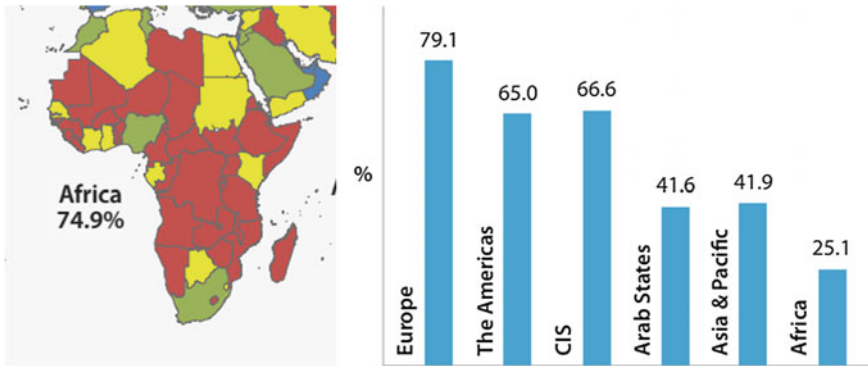 Africa
74.9%
%
79.1
65.0
66.6
41.6
41.9
25.1
Europe
The Americas
CIS
Arab States
Asia & Pacific
Africa